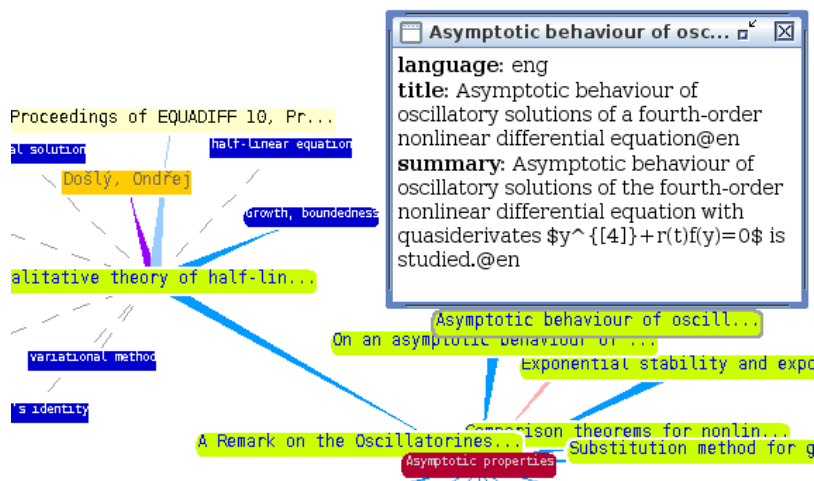 Asymptotic behaviour of osc...
language: eng
title: Asymptotic behaviour of
oscillatory solutions of a fourth-order
nonlinear differential equation@en
summary: Asymptotic behaviour of
oscillatory solutions of the fourth-order
nonlinear differential equation with
quasiderivates $y^{[4]}+r(t)f(y)=0$ is
studied.@en
Proceedings of EQUADIFF 10, Pr...
al solution
half-linear equation
Došlý, Ondřej
Growth, boundedness
alitative theory of half-lin...
Asymptotic behaviour of oscill...
On an asymptotic behaviour of ...
variational method
Exponential stability and expo
's identity
Comparison theorems for nonlin...
A Remark on the Oscillatorines...
Substitution method for g
Asymptotic properties